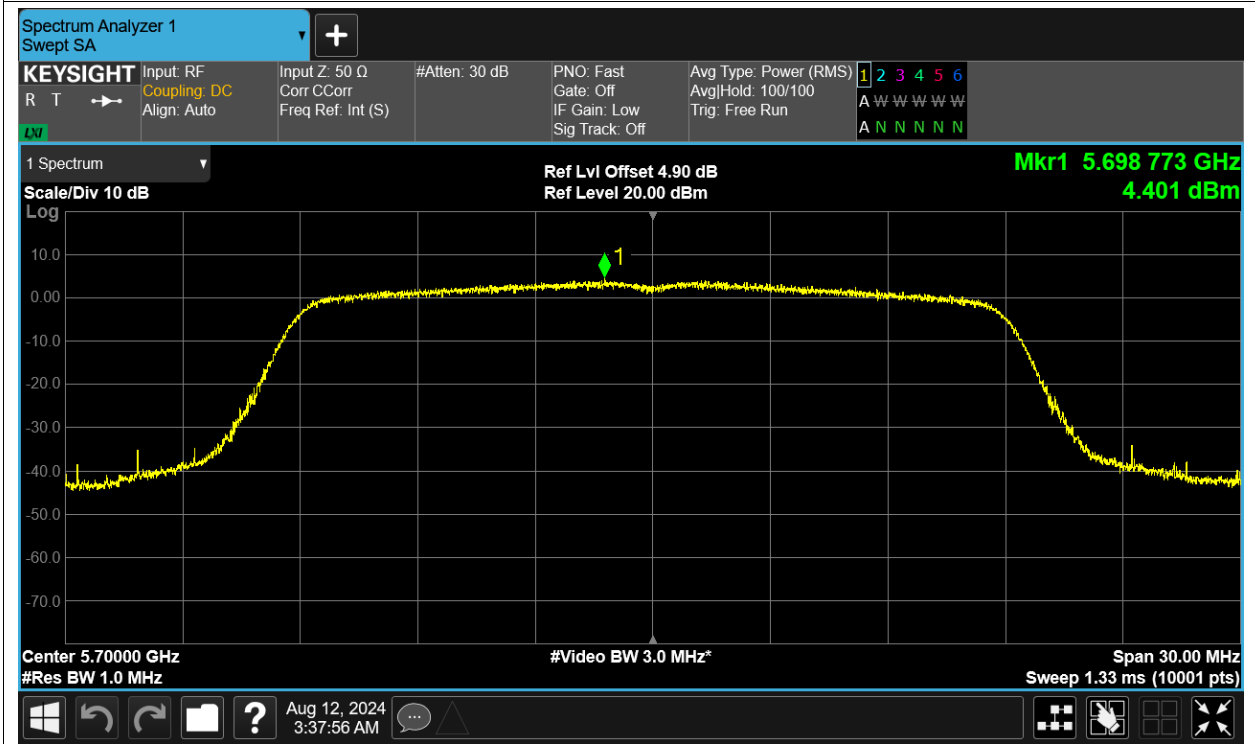 Spectrum Analyzer 1
Swept SA
+
KEYSIGHT
R T
LXI
Input: RF
Coupling: DC
Align: Auto
Input Z: 50 Ω
Corr CCorr
Freq Ref: Int (S)
#Atten: 30 dB
PNO: Fast
Gate: Off
IF Gain: Low
Sig Track: Off
Avg Type: Power (RMS)
Avg|Hold: 100/100
Trig: Free Run
1 2 3 4 5 6
A W W W W W
A N N N N N
1 Spectrum
Scale/Div 10 dB
Log
Ref Lvl Offset 4.90 dB
Ref Level 20.00 dBm
Mkr1 5.698 773 GHz
4.401 dBm
1
10.0
0.00
-10.0
-20.0
-30.0
-40.0
-50.0
-60.0
-70.0
Center 5.70000 GHz
#Res BW 1.0 MHz
#Video BW 3.0 MHz*
Span 30.00 MHz
Sweep 1.33 ms (10001 pts)
?
Aug 12, 2024
3:37:56 AM